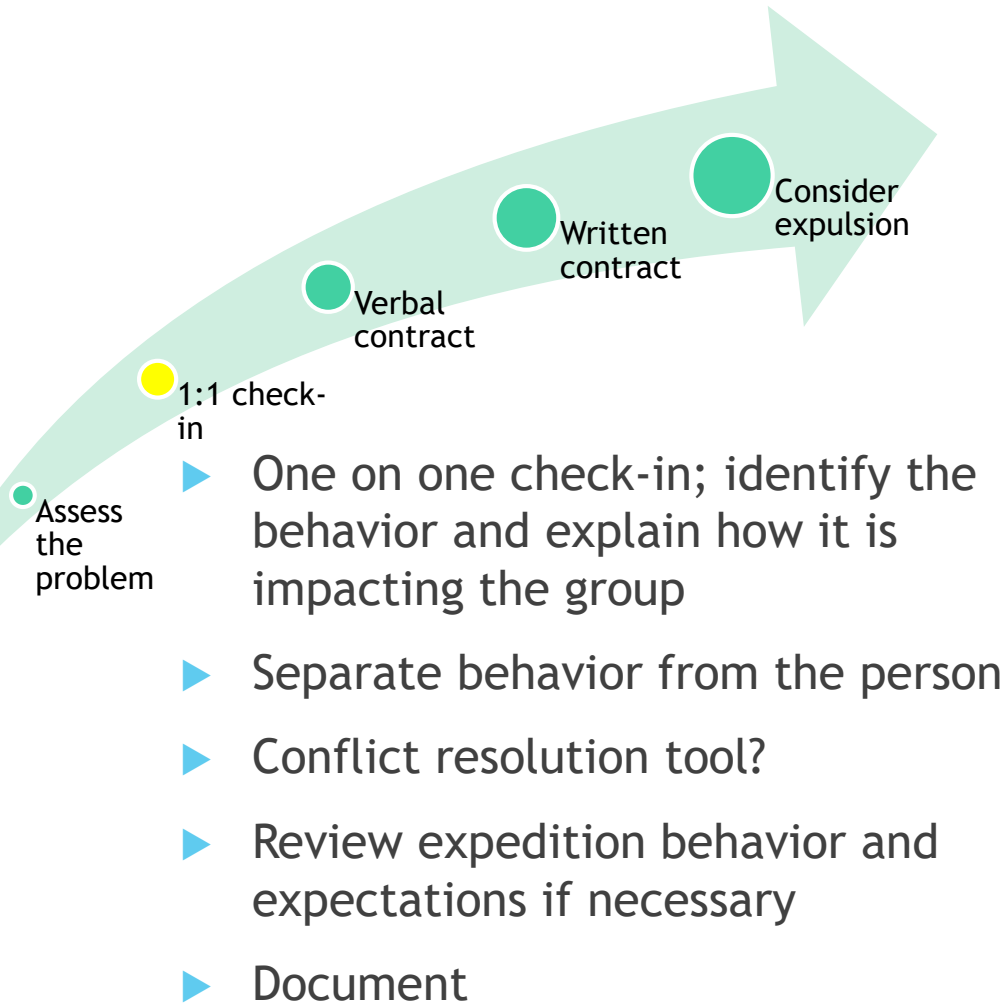 Consider
expulsion
Written
contract
Verbal
contract
1:1 check-
in
Assess
the
problem
One on one check-in; identify the
behavior and explain how it is
impacting the group
Separate behavior from the person
Conflict resolution tool?
Review expedition behavior and
expectations if necessary
Document